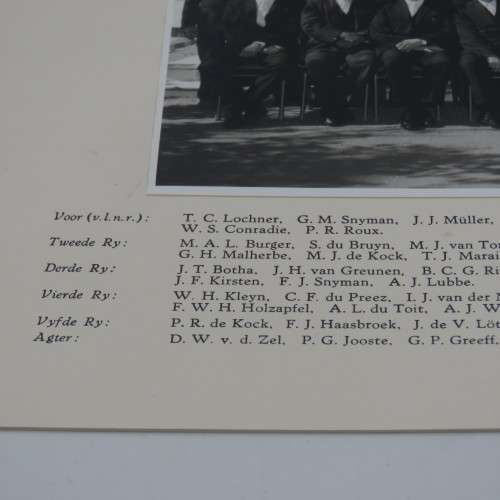 Voor (v.l.n.r.): T. C. Lochner, G. M. Snyman, J. J. Müller,
W. S. Conradie, P. R. Roux.
Tweede Ry: M. A. L. Burger, S. du Bruyn, M. J. van
G. H. Malherbe, M. J. de Kock, T. J.
Derde Ry: J. T. Botha, J. H. van Greunen, B. C. G.
J. F. Kirsten, F. J. Snyman, A. J. Lubbe.
Vierde Ry: W. H. Kleyn, C. F. du Preez, I. J. van der
F. W. H. Holzapfel, A. L. du Toit, A. J.
Vyfde Ry: P. R. de Kock, F. J. Haasbroek, J. de V.
Agter: D. W. v. d. Zel, P. G. Jooste, G. P. Greeff.